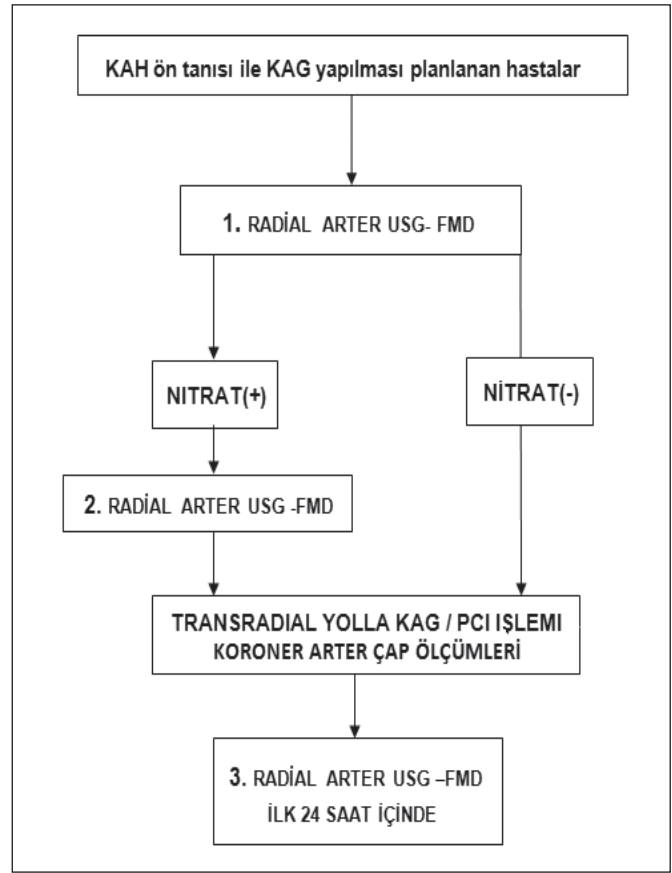 KAH ön tanısı ile KAG yapılması planlanan hastalar
1. RADİAL ARTER USG- FMD
NITRAT(+)
NİTRAT(-)
2. RADİAL ARTER USG -FMD
TRANSRADIAL YOLLA KAG / PCI IŞLEMI
KORONER ARTER ÇAP ÖLÇÜMLERİ
3. RADİAL ARTER USG –FMD
İLK 24 SAAT İÇİNDE